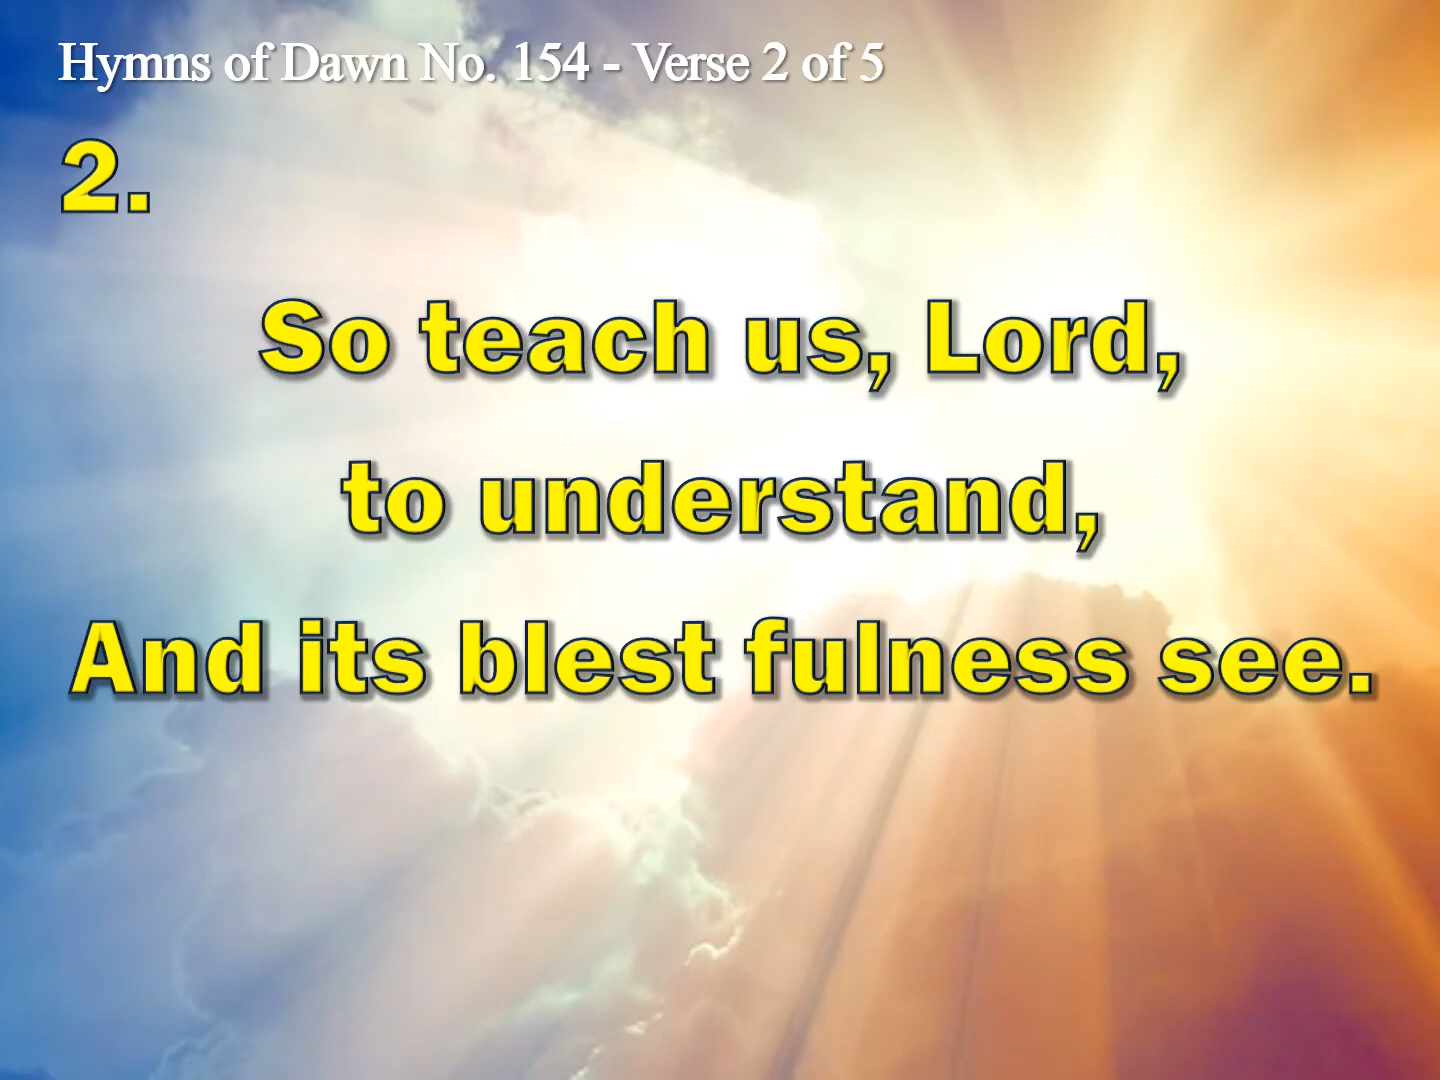 Hymns of Dawn No. 154 - Verse 2 of 5
2.
So teach us, Lord,
to understand,
And its blest fulness see.